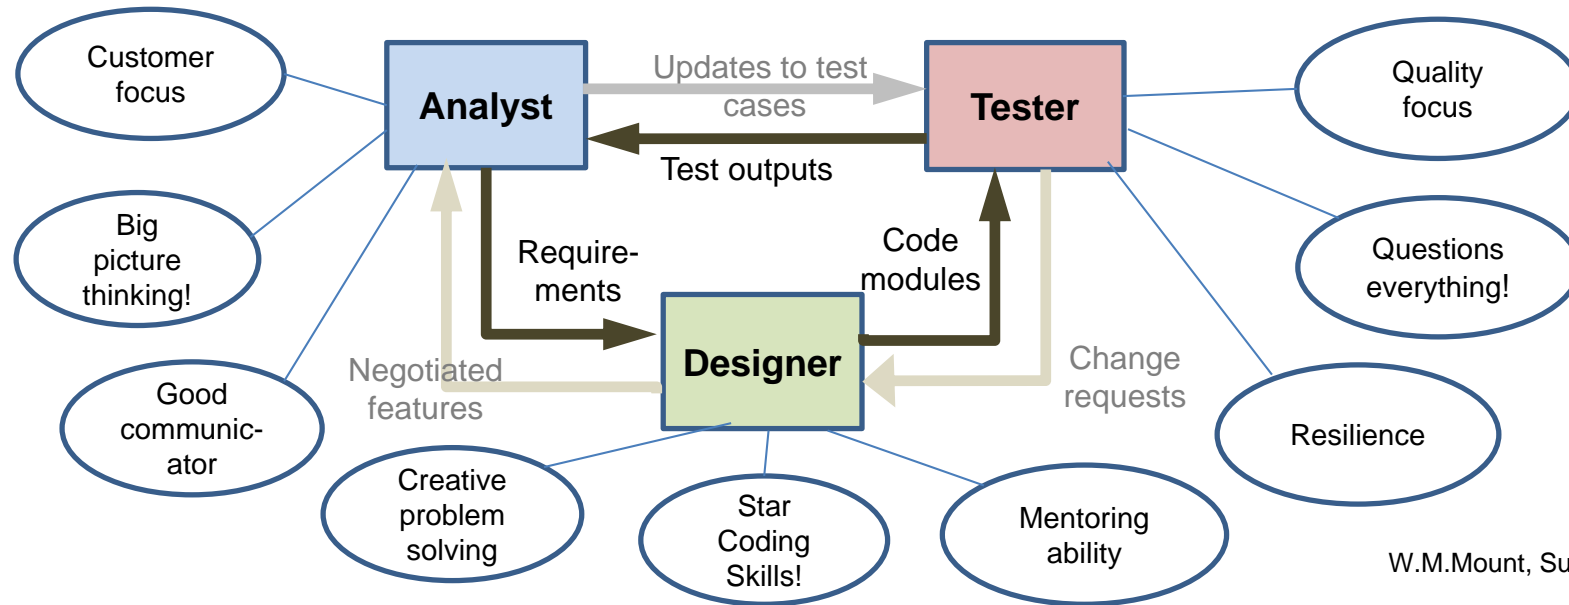 Customer
focus
Analyst
Updates to test
cases
Tester
Quality
focus
Test outputs
Big
picture
thinking!
Require-
ments
Code
modules
Questions
everything!
Designer
Negotiated
features
Change
requests
Good
communic-
ator
Resilience
Creative
problem
solving
Star
Coding
Skills!
Mentoring
ability
W.M.Mount, Su